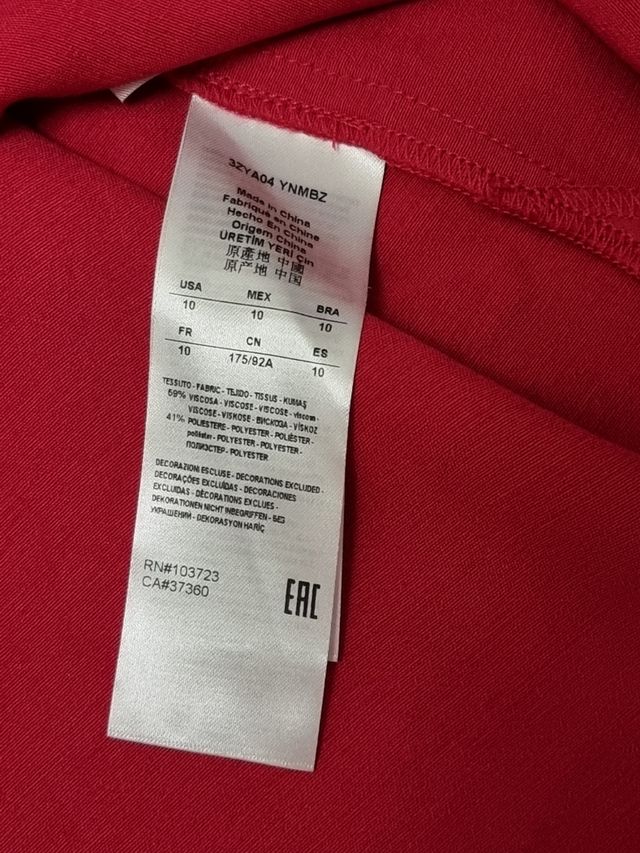 3ZYA04 YNMBZ
Made in China
Fabriqué en Chine
Hecho En China
Origem China
ÜRETİM YERİ Çin
原產地 中國
原产地 中国
USA MEX BRA
10 10 10
FR CN ES
10 175/92A 10
TESSUTO - FABRIC - TEJIDO - TISSUS - KUMAŞ
59% VISCOSA - VISCOSE - VISCOSE - viscom -
VISCOSE - VISKOSE - ВИСКОЗА - VİSKOZ
41% POLIESTERE - POLYESTER - POLIÉSTER -
poliéster - POLYESTER - POLYESTER -
ПОЛИЭСТЕР - POLYESTER
DECORAZIONI ESCLUSE - DECORATIONS EXCLUDED -
DECORAÇÕES EXCLUÍDAS - DECORACIONES
EXCLUIDAS - DÉCORATIONS EXCLUES -
DEKORATIONEN NICHT INBEGRIFFEN - БЕЗ
УКРАШЕНИЙ - DEKORASYON HARİÇ
RN#103723
CA#37360
EAC